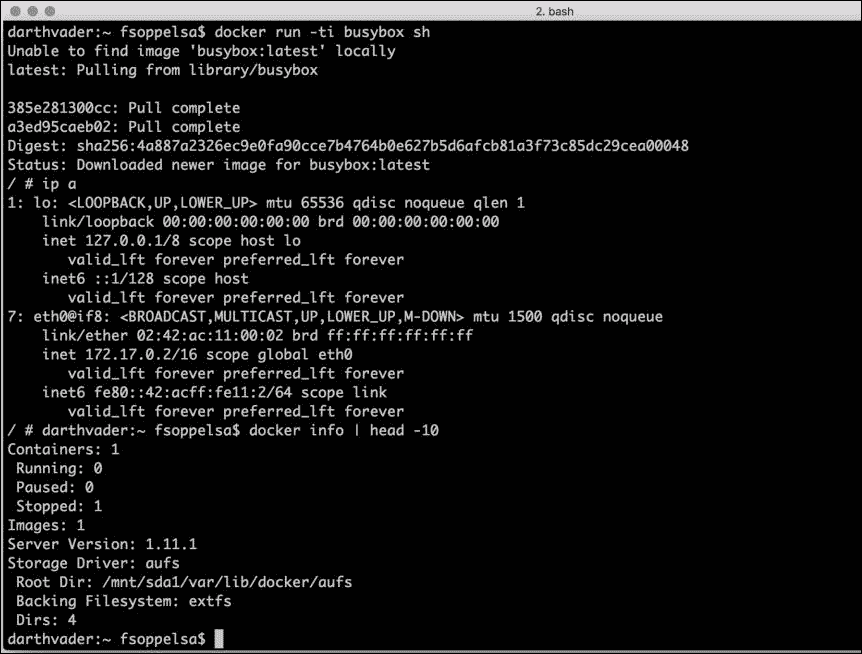 2. bash
darthvader:~ fsoppelsa$ docker run -ti busybox sh
Unable to find image 'busybox:latest' locally
latest: Pulling from library/busybox
385e281300cc: Pull complete
a3ed95caeb02: Pull complete
Digest: sha256:4a887a2326ec9e0fa90cce7b4764b0e627b5d6afcb81a3f73c85dc29cea00048
Status: Downloaded newer image for busybox:latest
/ # ip a
1: lo: <LOOPBACK,UP,LOWER_UP> mtu 65536 qdisc noqueue qlen 1
    link/loopback 00:00:00:00:00:00 brd 00:00:00:00:00:00
    inet 127.0.0.1/8 scope host lo
       valid_lft forever preferred_lft forever
    inet6 ::1/128 scope host
       valid_lft forever preferred_lft forever
7: eth0@if8: <BROADCAST,MULTICAST,UP,LOWER_UP,M-DOWN> mtu 1500 qdisc noqueue
    link/ether 02:42:ac:11:00:02 brd ff:ff:ff:ff:ff:ff
    inet 172.17.0.2/16 scope global eth0
       valid_lft forever preferred_lft forever
    inet6 fe80::42:acff:fe11:2/64 scope link
       valid_lft forever preferred_lft forever
/ # darthvader:~ fsoppelsa$ docker info | head -10
Containers: 1
 Running: 0
 Paused: 0
 Stopped: 1
Images: 1
Server Version: 1.11.1
Storage Driver: aufs
 Root Dir: /mnt/sda1/var/lib/docker/aufs
 Backing Filesystem: extfs
 Dirs: 4
darthvader:~ fsoppelsa$